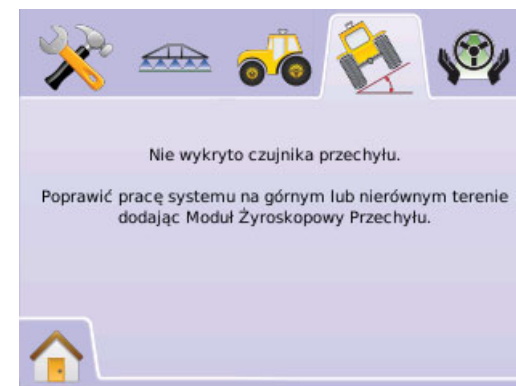 Nie wykryto czujnika przechyłu.
Poprawić pracę systemu na górnym lub nierównym terenie
dodając Moduł Żyroskopowy Przechyłu.